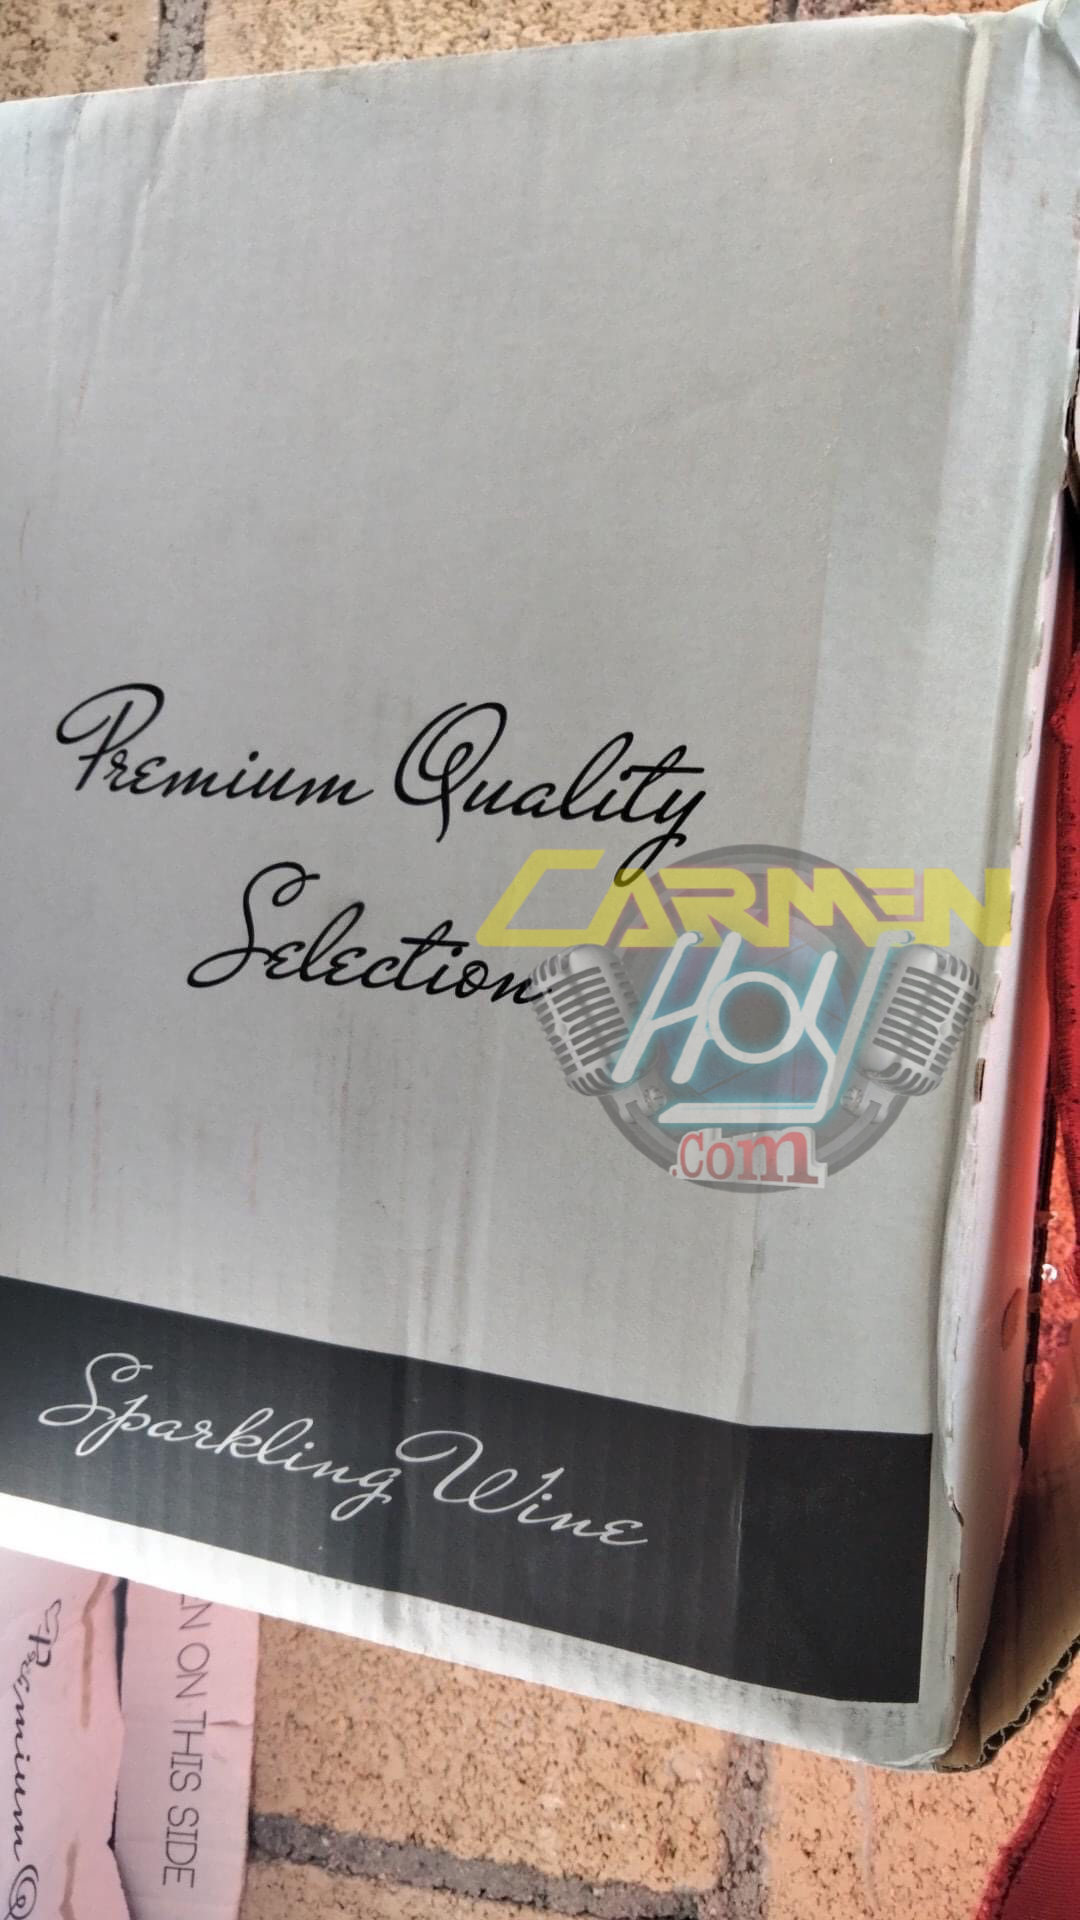 Premium Quality
Selection
CARMEN
HOY
.Com
Sparkling Wine
N ON THIS SIDE
Premium Q